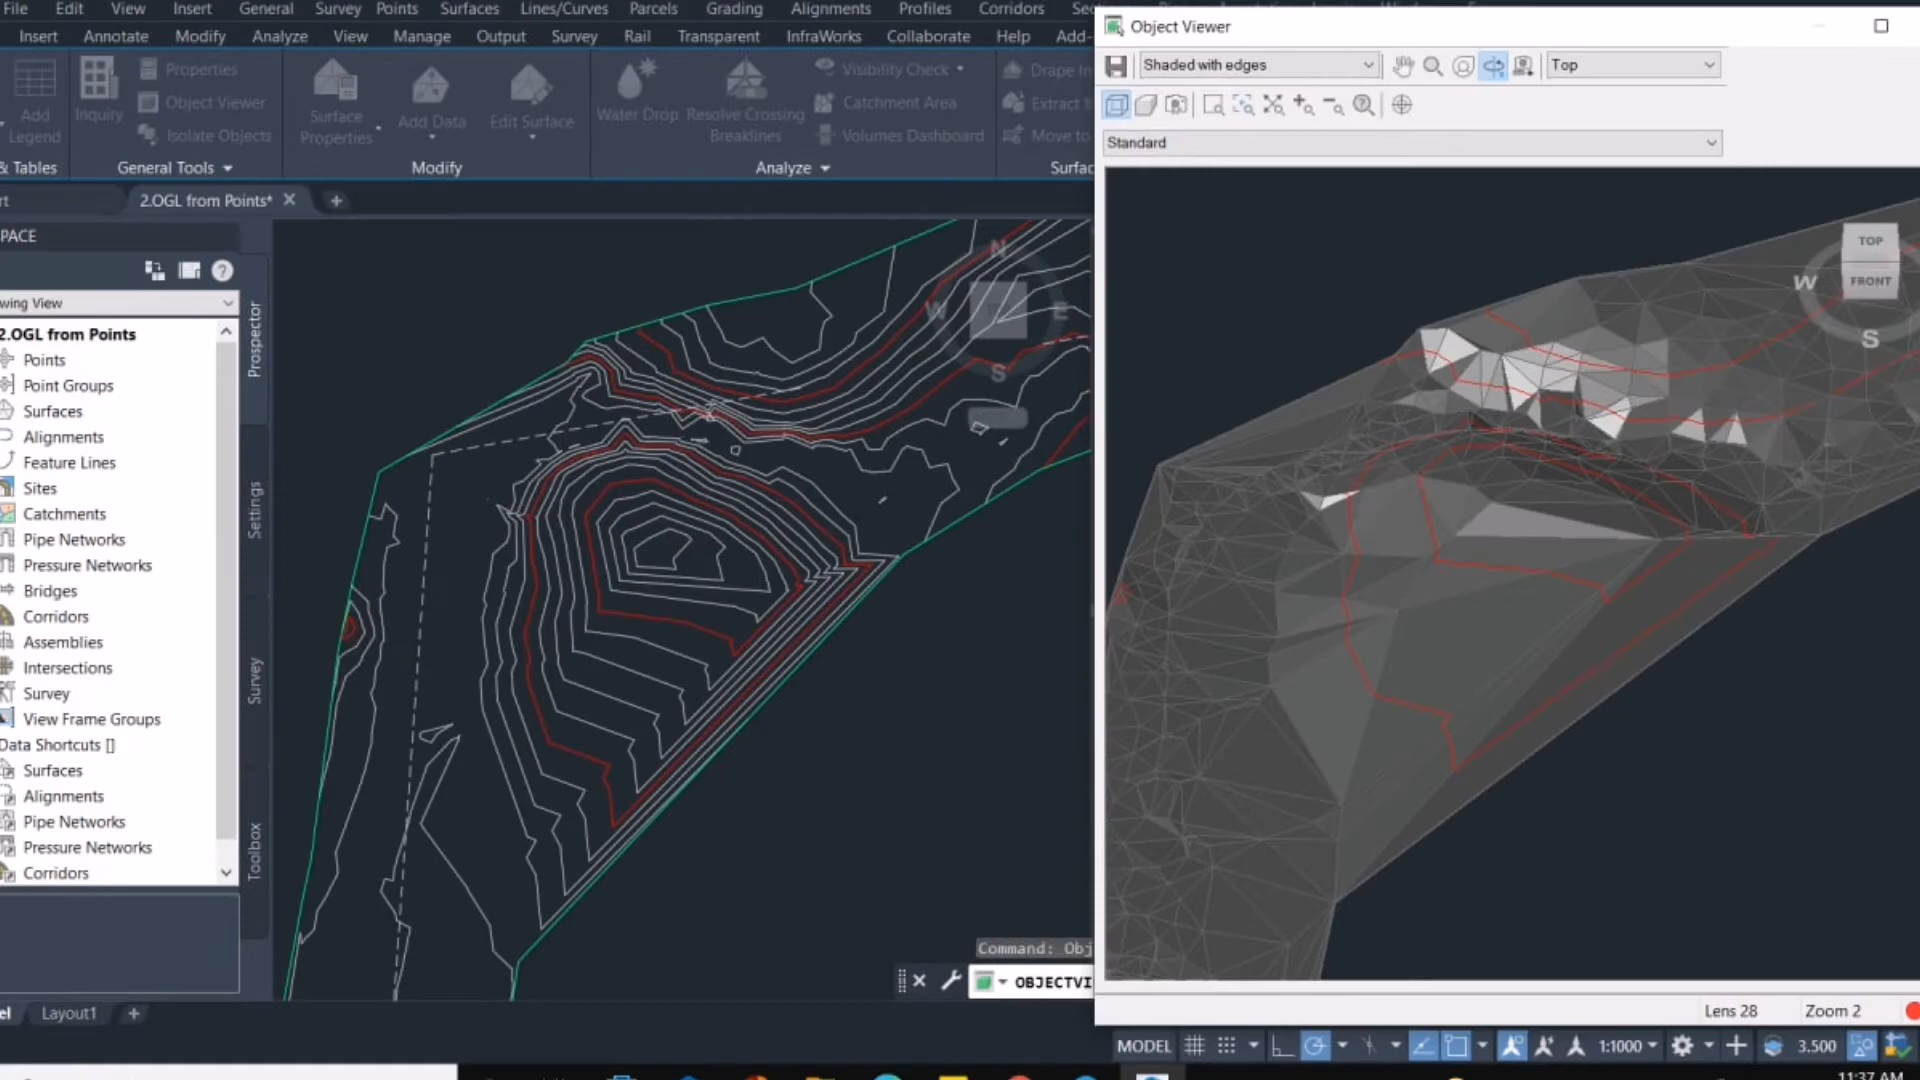 File Edit View Insert General Survey Points Surfaces Lines/Curves Parcels Grading Alignments Profiles Corridors
Insert Annotate Modify Analyze View Manage Output Survey Rail Transparent InfraWorks Collaborate Help Add-
Object Viewer
Shaded with edges
Top
Standard
Add
Legend
Inquiry
Properties
Object Viewer
Isolate Objects
Surface
Properties
Add Data
Edit Surface
Water Drop
Resolve Crossing
Breaklines
Visibility Check
Catchment Area
Volumes Dashboard
Drape
Extract
Move to
& Tables
General Tools
Modify
Analyze
2.OGL from Points*
2.OGL from Points
Points
Point Groups
Surfaces
Alignments
Feature Lines
Sites
Catchments
Pipe Networks
Pressure Networks
Bridges
Corridors
Assemblies
Intersections
Survey
View Frame Groups
Data Shortcuts []
Surfaces
Alignments
Pipe Networks
Pressure Networks
Corridors
Prospector
Settings
Survey
Toolbox
N
W
E
S
TOP
FRONT
W
S
Command: Obj
OBJECTVI
Layout1
Lens 28
Zoom 2
MODEL
1:1000
3.500
11:37 AM